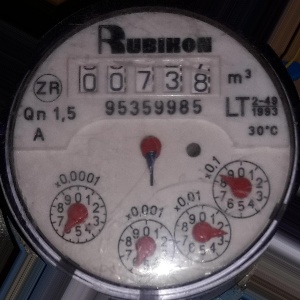 RUBIKON
ZR
00738 m³
Qn 1,5
95359985
LT 2-49 1993
A
30°C
x0,0001
x0,001
x0,01
x0,1